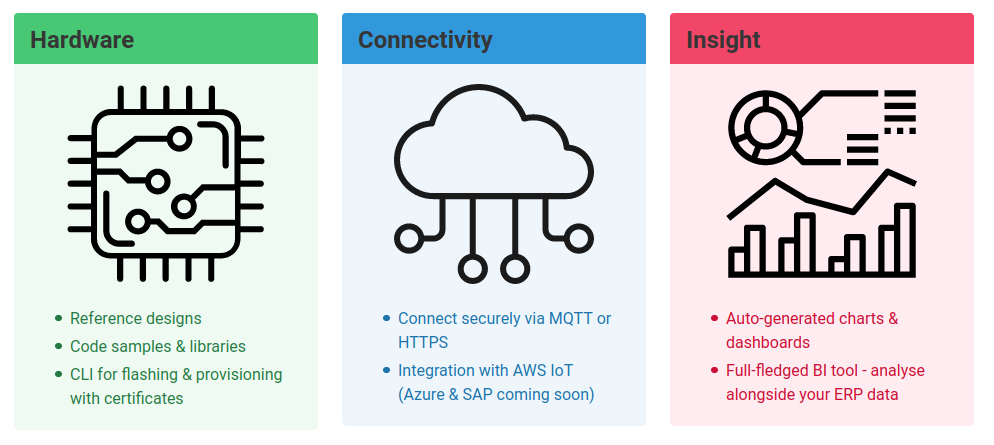 Hardware
Reference designs
Code samples & libraries
CLI for flashing & provisioning
with certificates
Connectivity
Connect securely via MQTT or
HTTPS
Integration with AWS IoT
(Azure & SAP coming soon)
Insight
Auto-generated charts &
dashboards
Full-fledged BI tool - analyse
alongside your ERP data